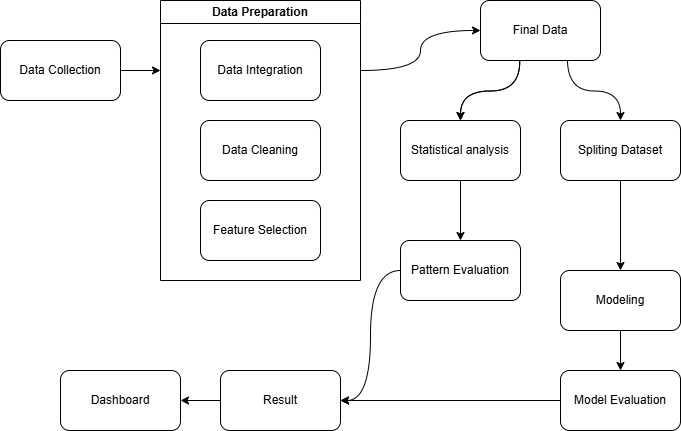 Data Preparation
Data Collection
Data Integration
Data Cleaning
Feature Selection
Final Data
Statistical analysis
Spliting Dataset
Pattern Evaluation
Modeling
Model Evaluation
Result
Dashboard